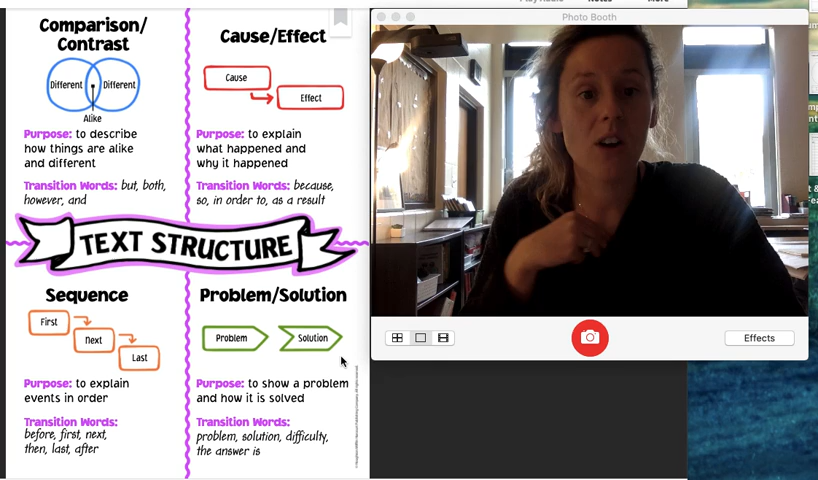 Play Audio Notes More
Photo Booth
Comparison/
Contrast
Different Different
Alike
Purpose: to describe
how things are alike
and different
Transition Words: but, both,
however, and
Cause/Effect
Cause
Effect
Purpose: to explain
what happened and
why it happened
Transition Words: because,
so, in order to, as a result
TEXT STRUCTURE
Sequence
First
Next
Last
Purpose: to explain
events in order
Transition Words:
before, first, next,
then, last, after
Problem/Solution
Problem
Solution
Purpose: to show a problem
and how it is solved
Transition Words:
problem, solution, difficulty,
the answer is
Effects